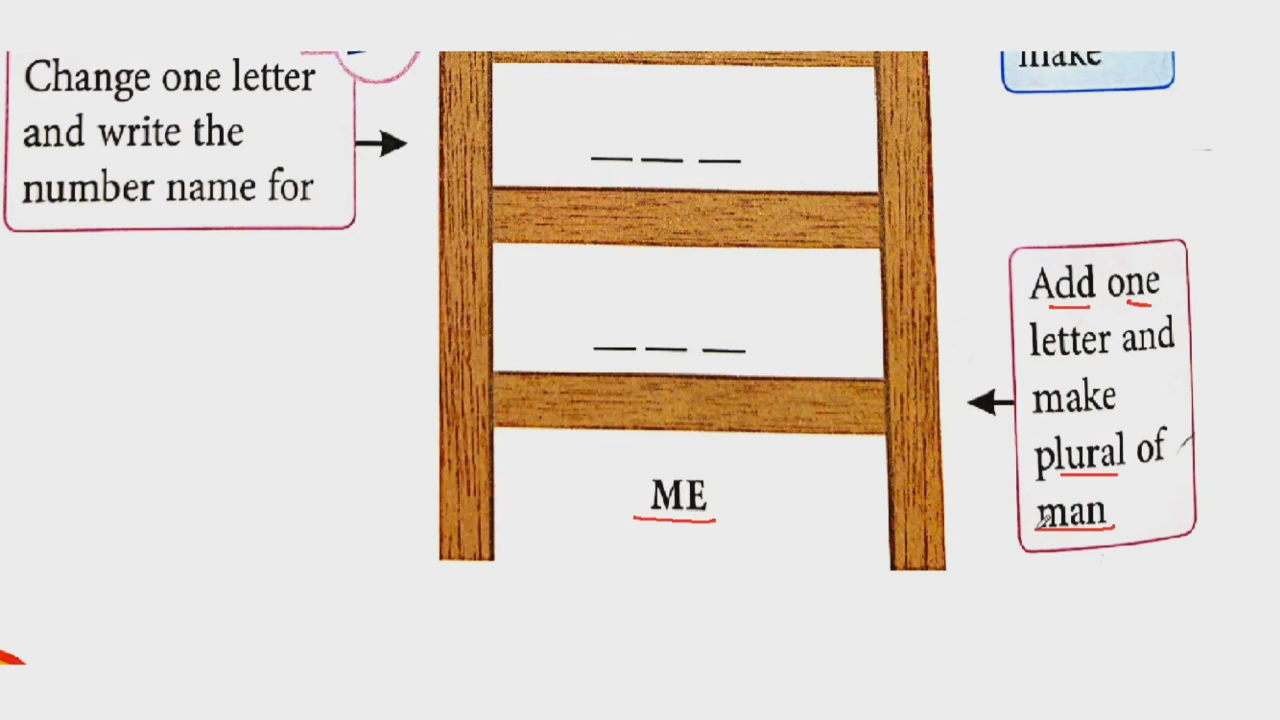 make
Change one letter
and write the
number name for
Add one
letter and
make
plural of
man
ME